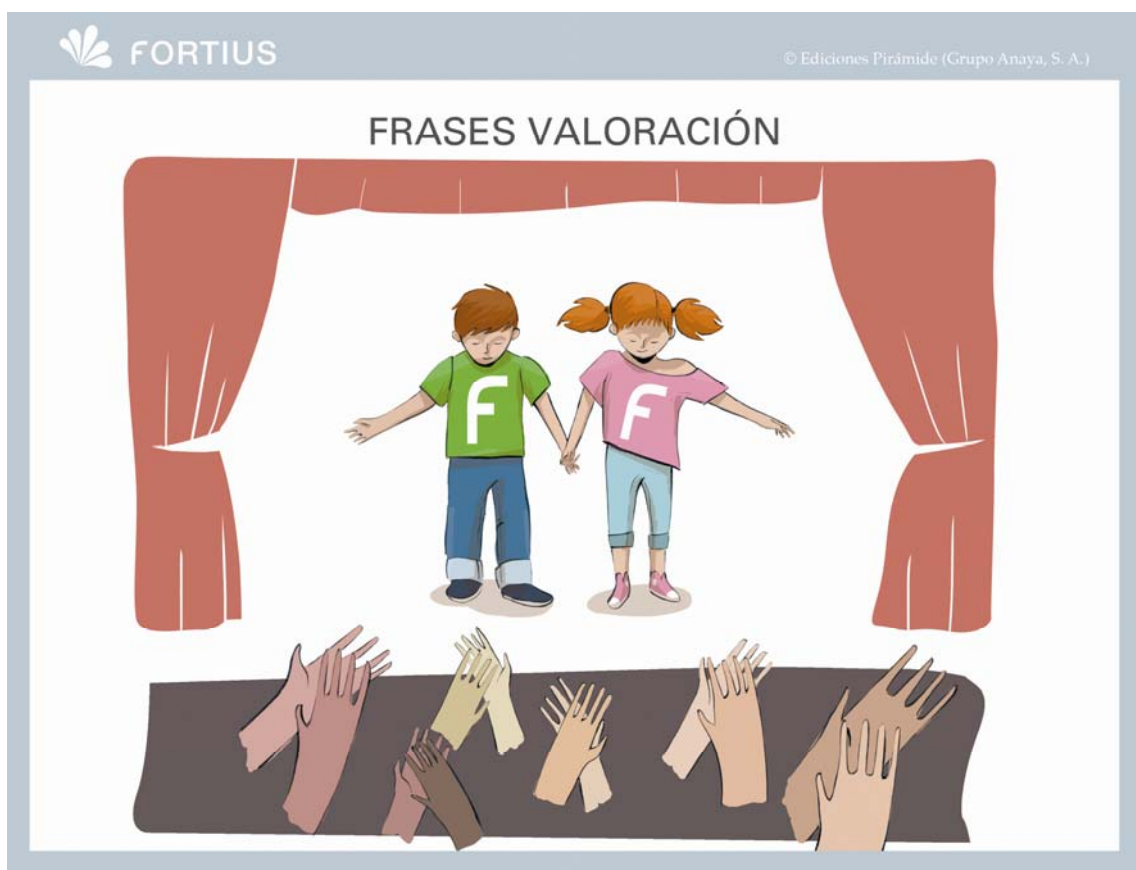 FORTIUS
© Ediciones Pirámide (Grupo Anaya, S. A.)
FRASES VALORACIÓN
F
F